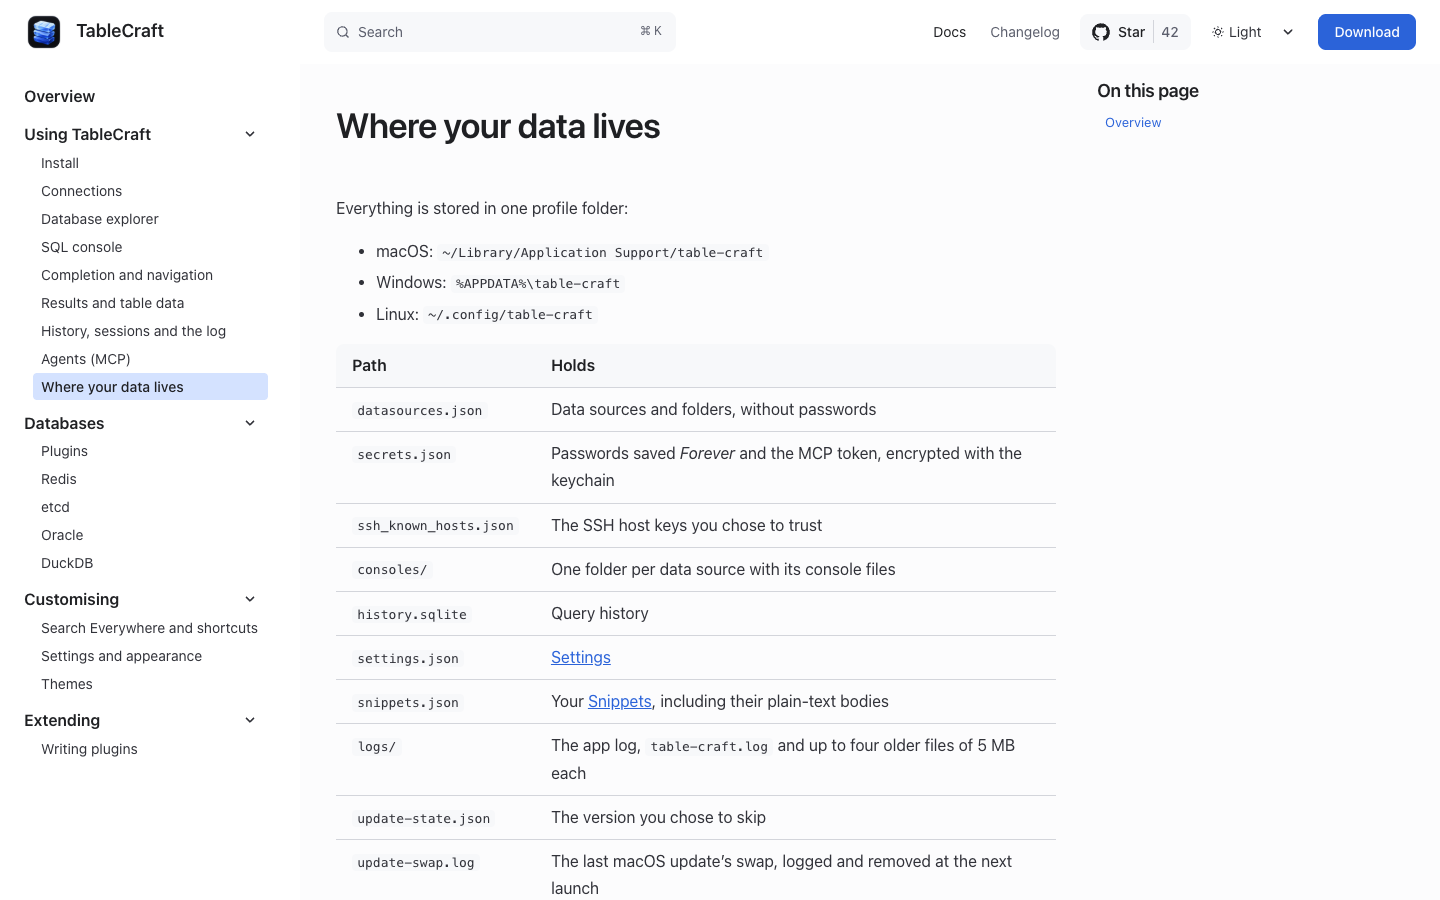 TableCraft
Search
⌘ K
Docs
Changelog
Star
42
Light
Download
Overview
Using TableCraft
Install
Connections
Database explorer
SQL console
Completion and navigation
Results and table data
History, sessions and the log
Agents (MCP)
Where your data lives
Databases
Plugins
Redis
etcd
Oracle
DuckDB
Customising
Search Everywhere and shortcuts
Settings and appearance
Themes
Extending
Writing plugins
Where your data lives
Everything is stored in one profile folder:
• macOS: ~/Library/Application Support/table-craft
• Windows: %APPDATA%\table-craft
• Linux: ~/.config/table-craft
Path Holds
datasources.json Data sources and folders, without passwords
secrets.json Passwords saved Forever and the MCP token, encrypted with the
keychain
ssh_known_hosts.json The SSH host keys you chose to trust
consoles/ One folder per data source with its console files
history.sqlite Query history
settings.json Settings
snippets.json Your Snippets, including their plain-text bodies
logs/ The app log, table-craft.log and up to four older files of 5 MB
each
update-state.json The version you chose to skip
update-swap.log The last macOS update’s swap, logged and removed at the next
launch
On this page
Overview